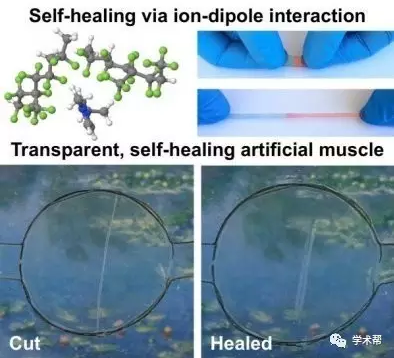 Self-healing via ion-dipole interaction
Transparent, self-healing artificial muscle
Cut
Healed
学术帮